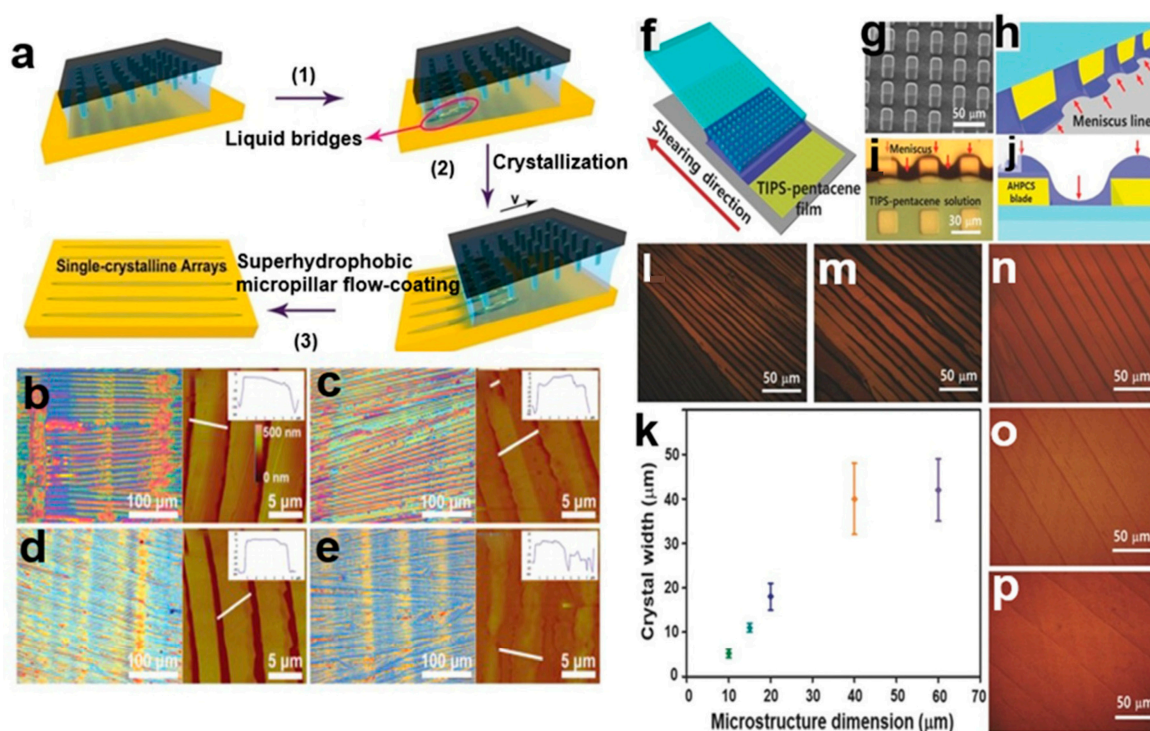 a
(1)
Liquid bridges
(2)
Crystallization
v
Single-crystalline Arrays
Superhydrophobic
micropillar flow-coating
(3)
b
500 nm
0 nm
100 μm
5 μm
c
100 μm
5 μm
d
100 μm
5 μm
e
100 μm
5 μm
f
Shearing direction
TIPS-pentacene
film
g
50 μm
h
Meniscus line
i
Meniscus
TIPS-pentacene solution
30 μm
j
AHPCS
blade
l
50 μm
m
50 μm
n
50 μm
k
Crystal width (μm)
50
40
30
20
10
0
0 10 20 30 40 50 60 70
Microstructure dimension (μm)
o
50 μm
p
50 μm